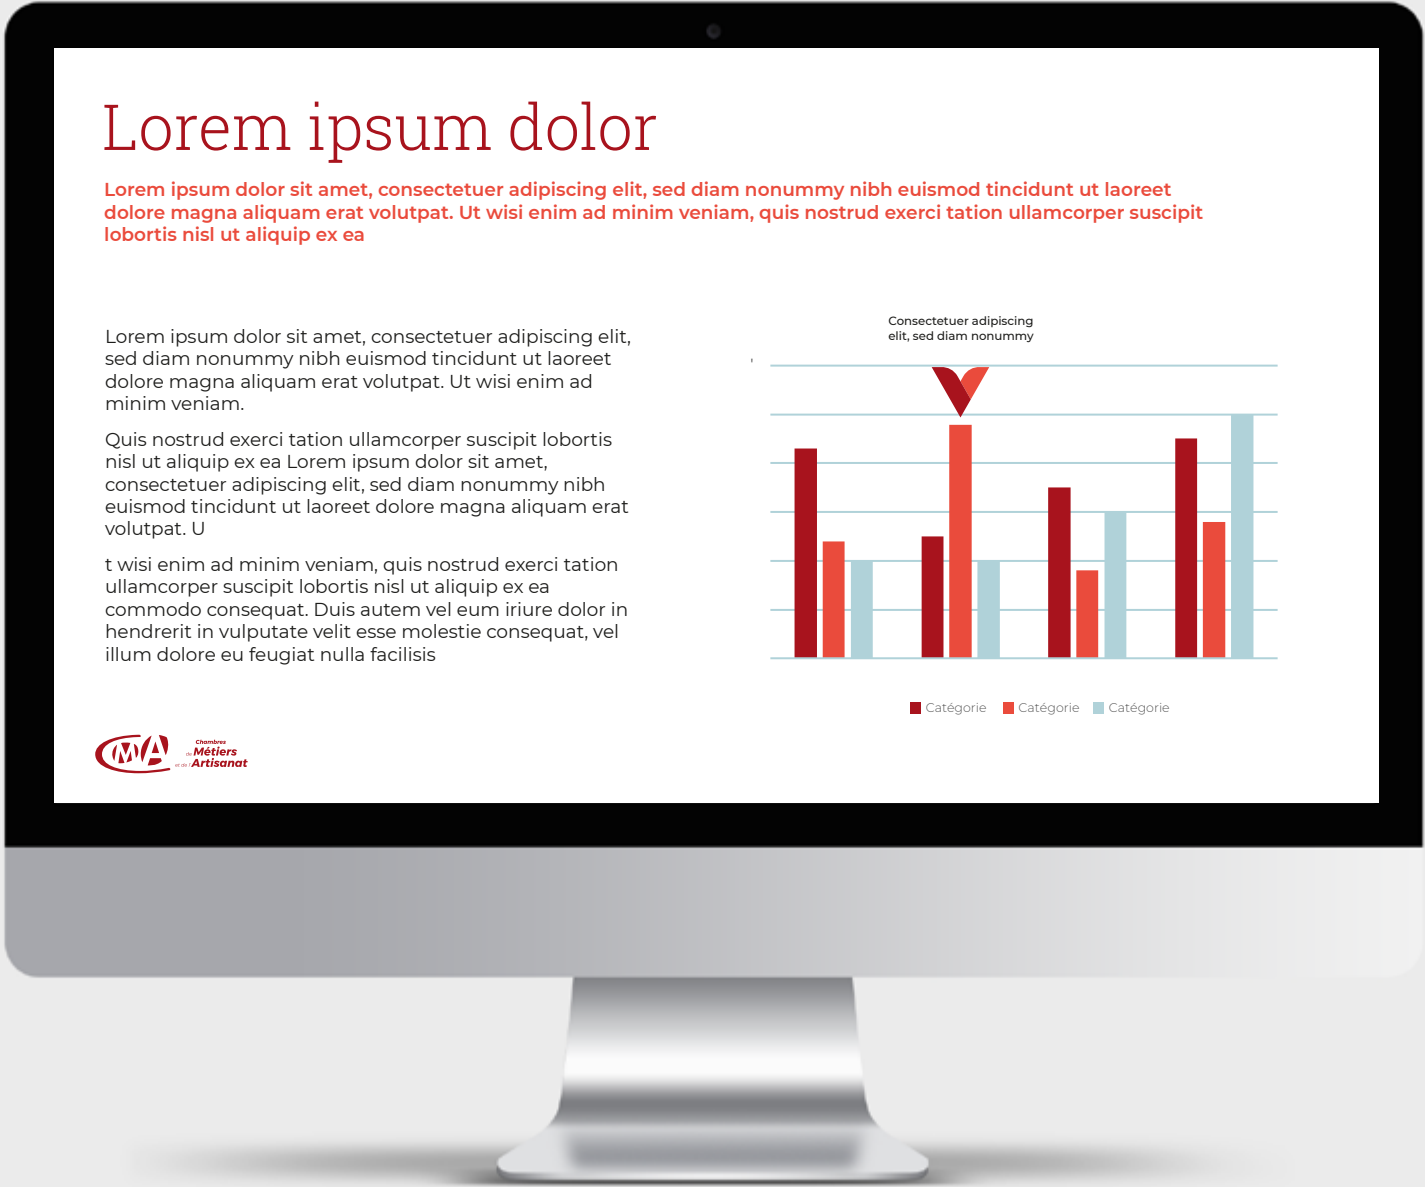 Lorem ipsum dolor
Lorem ipsum dolor sit amet, consectetuer adipiscing elit, sed diam nonummy nibh euismod tincidunt ut laoreet
dolore magna aliquam erat volutpat. Ut wisi enim ad minim veniam, quis nostrud exerci tation ullamcorper suscipit
lobortis nisl ut aliquip ex ea
Lorem ipsum dolor sit amet, consectetuer adipiscing elit,
sed diam nonummy nibh euismod tincidunt ut laoreet
dolore magna aliquam erat volutpat. Ut wisi enim ad
minim veniam.
Quis nostrud exerci tation ullamcorper suscipit lobortis
nisl ut aliquip ex ea Lorem ipsum dolor sit amet,
consectetuer adipiscing elit, sed diam nonummy nibh
euismod tincidunt ut laoreet dolore magna aliquam erat
volutpat. U
t wisi enim ad minim veniam, quis nostrud exerci tation
ullamcorper suscipit lobortis nisl ut aliquip ex ea
commodo consequat. Duis autem vel eum iriure dolor in
hendrerit in vulputate velit esse molestie consequat, vel
illum dolore eu feugiat nulla facilisis
Consectetuer adipiscing
elit, sed diam nonummy
Catégorie Catégorie Catégorie
CMA
Chambres
de Métiers
et de l'Artisanat